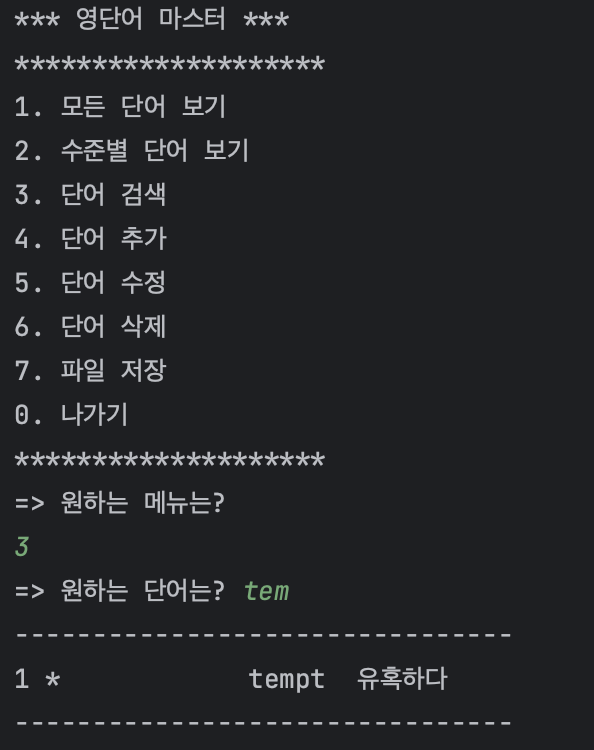 *** 영단어 마스터 ***
********************
1. 모든 단어 보기
2. 수준별 단어 보기
3. 단어 검색
4. 단어 추가
5. 단어 수정
6. 단어 삭제
7. 파일 저장
0. 나가기
********************
=> 원하는 메뉴는?
3
=> 원하는 단어는? tem
--------------------------------
1 *            tempt  유혹하다
--------------------------------